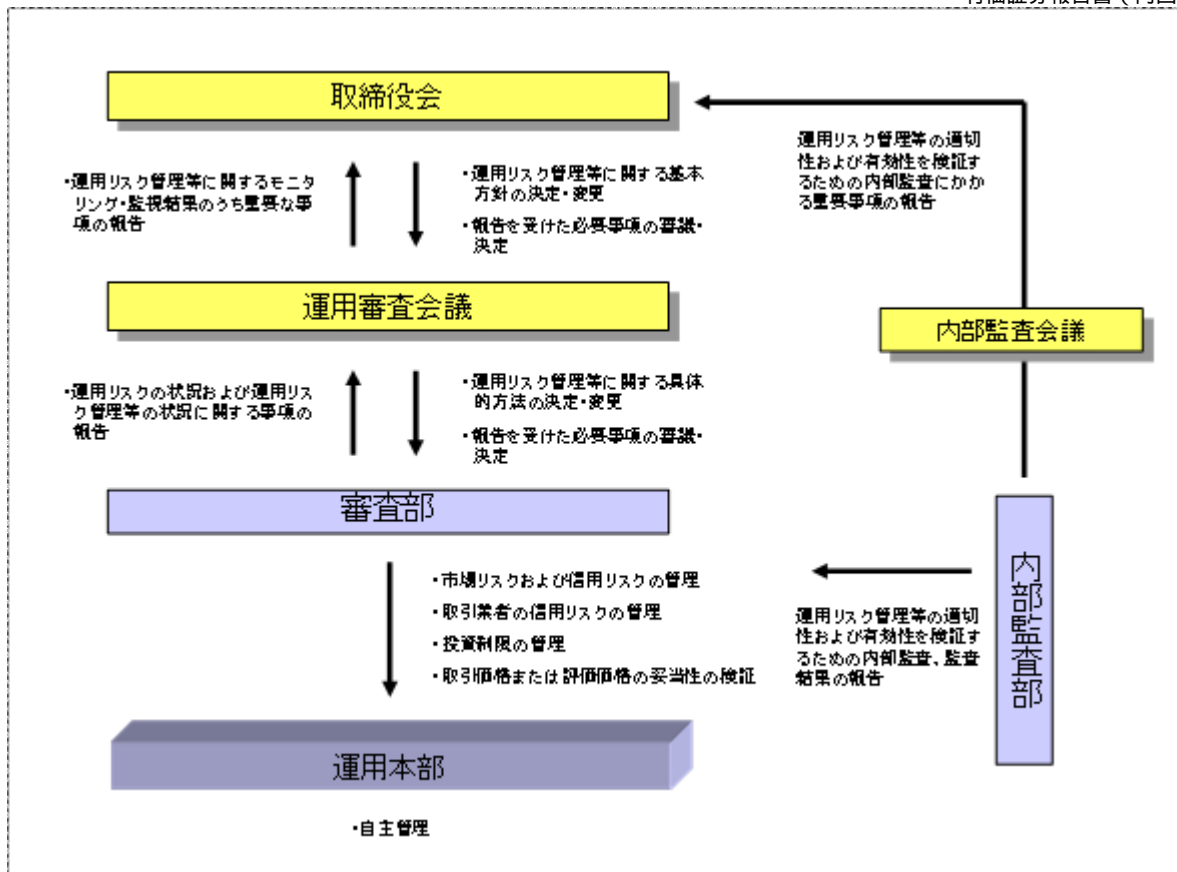 有価証券報告書(内国
取締役会
・運用リスク管理等に関するモニタ
リング・監視結果のうち重要な事
項の報告
・運用リスク管理等に関する基本
方針の決定・変更
・報告を受けた必要事項の審議・
決定
運用リスク管理等の適切
性および有効性を検証す
るための内部監査にかか
る重要事項の報告
運用審査会議
内部監査会議
・運用リスクの状況および運用リス
ク管理等の状況に関する事項の
報告
・運用リスク管理等に関する具体
的方法の決定・変更
・報告を受けた必要事項の審議・
決定
審査部
・市場リスクおよび信用リスクの管理
・取引業者の信用リスクの管理
・投資制限の管理
・取引価格または評価価格の妥当性の検証
運用リスク管理等の適切
性および有効性を検証す
るための内部監査、監査
結果の報告
内部監査部
運用本部
・自主管理